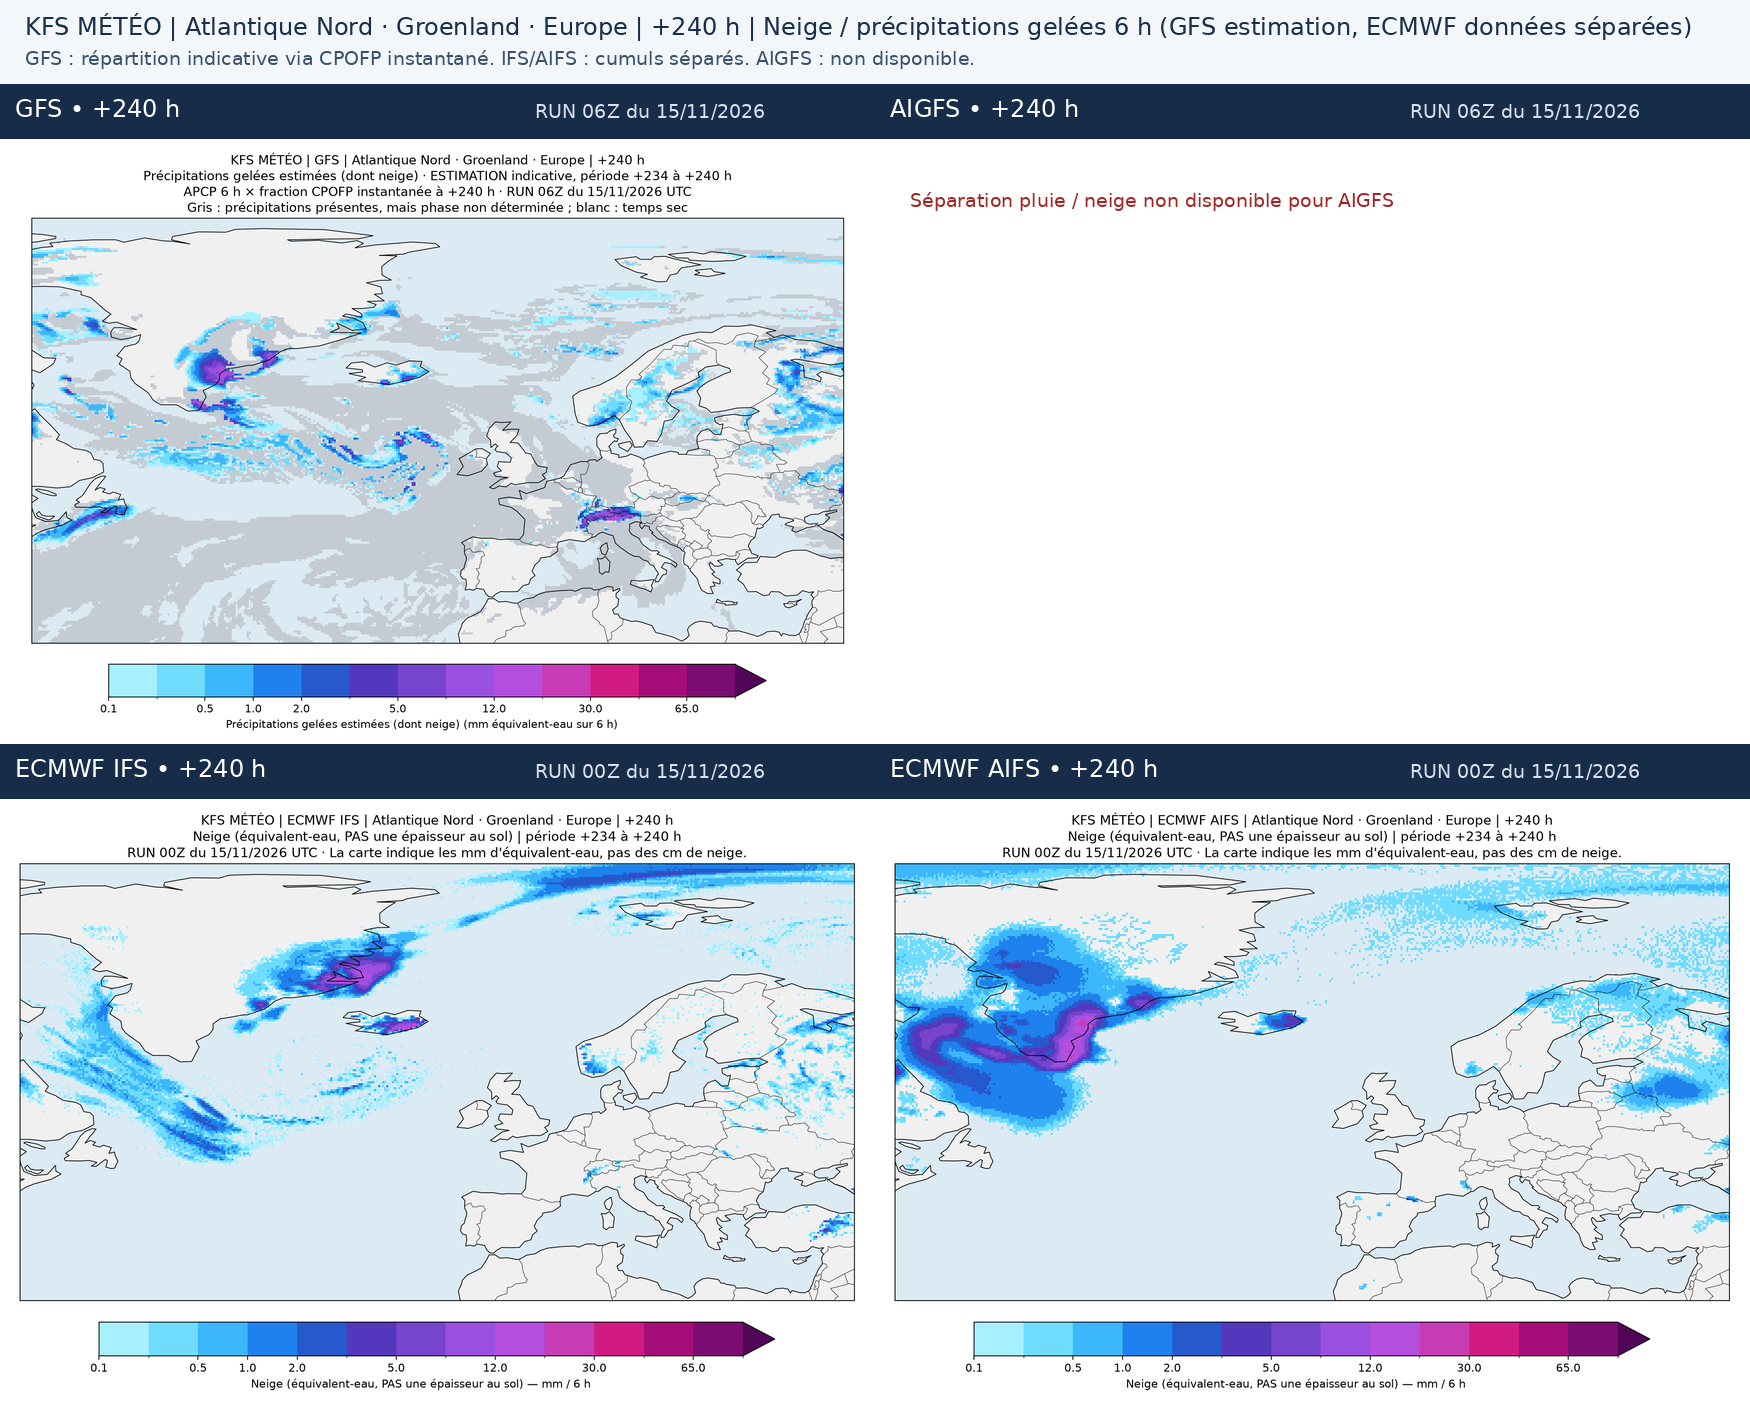 KFS MÉTÉO | Atlantique Nord · Groenland · Europe | +240 h | Neige / précipitations gelées 6 h (GFS estimation, ECMWF données séparées)
GFS : répartition indicative via CPOFP instantané. IFS/AIFS : cumuls séparés. AIGFS : non disponible.
GFS • +240 h
RUN 06Z du 15/11/2026
AIGFS • +240 h
RUN 06Z du 15/11/2026
KFS MÉTÉO | GFS | Atlantique Nord · Groenland · Europe | +240 h
Précipitations gelées estimées (dont neige) · ESTIMATION indicative, période +234 à +240 h
APCP 6 h × fraction CPOFP instantanée à +240 h · RUN 06Z du 15/11/2026 UTC
Gris : précipitations présentes, mais phase non déterminée ; blanc : temps sec
Séparation pluie / neige non disponible pour AIGFS
0.1 0.5 1.0 2.0 5.0 12.0 30.0 65.0
Précipitations gelées estimées (dont neige) (mm équivalent-eau sur 6 h)
ECMWF IFS • +240 h
RUN 00Z du 15/11/2026
ECMWF AIFS • +240 h
RUN 00Z du 15/11/2026
KFS MÉTÉO | ECMWF IFS | Atlantique Nord · Groenland · Europe | +240 h
Neige (équivalent-eau, PAS une épaisseur au sol) | période +234 à +240 h
RUN 00Z du 15/11/2026 UTC · La carte indique les mm d'équivalent-eau, pas des cm de neige.
0.1 0.5 1.0 2.0 5.0 12.0 30.0 65.0
Neige (équivalent-eau, PAS une épaisseur au sol) — mm / 6 h
KFS MÉTÉO | ECMWF AIFS | Atlantique Nord · Groenland · Europe | +240 h
Neige (équivalent-eau, PAS une épaisseur au sol) | période +234 à +240 h
RUN 00Z du 15/11/2026 UTC · La carte indique les mm d'équivalent-eau, pas des cm de neige.
0.1 0.5 1.0 2.0 5.0 12.0 30.0 65.0
Neige (équivalent-eau, PAS une épaisseur au sol) — mm / 6 h